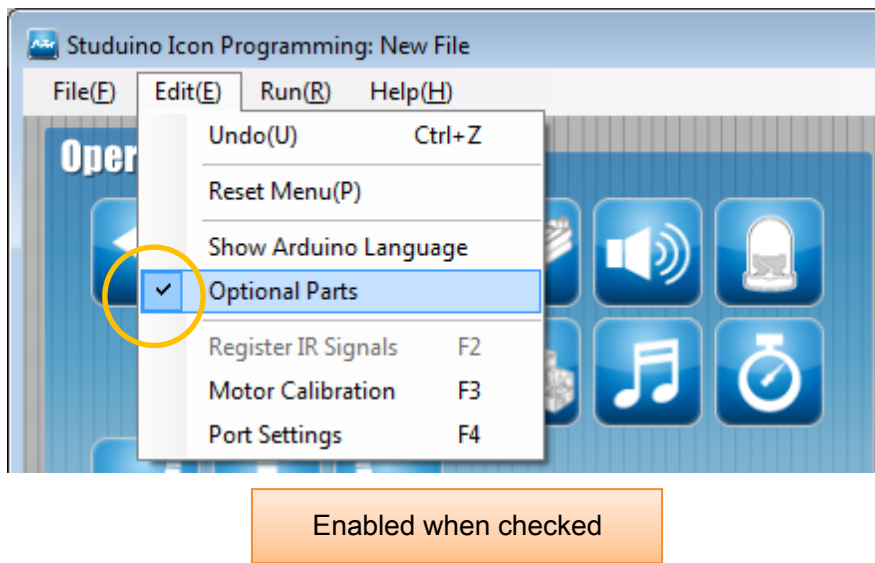 Studuino Icon Programming: New File
File(F) Edit(E) Run(R) Help(H)
Oper
Undo(U) Ctrl+Z
Reset Menu(P)
Show Arduino Language
Optional Parts
Register IR Signals F2
Motor Calibration F3
Port Settings F4
Enabled when checked